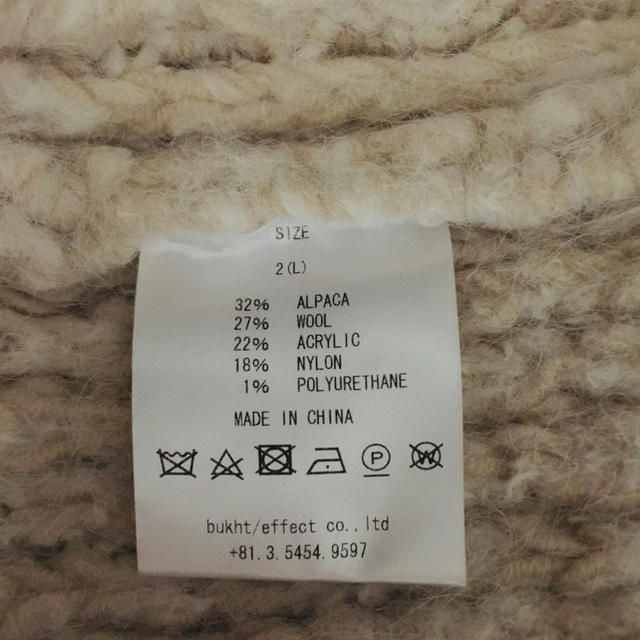 SIZE
2(L)
32% ALPACA
27% WOOL
22% ACRYLIC
18% NYLON
1% POLYURETHANE
MADE IN CHINA
P W
bukht/effect co.,ltd
+81.3.5454.9597